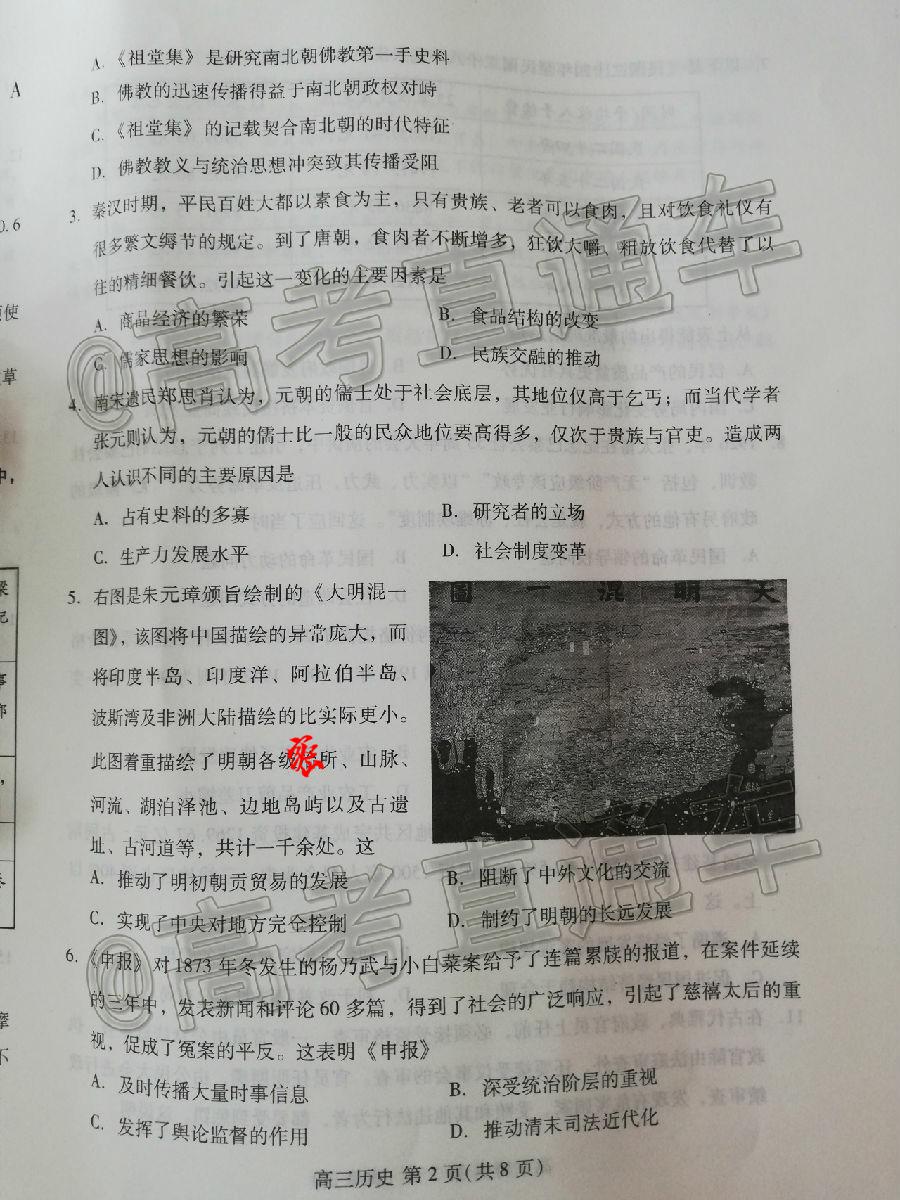 A.《祖堂集》是研究南北朝佛教第一手史料
B. 佛教的迅速传播得益于南北朝政权对峙
C.《祖堂集》的记载契合南北朝的时代特征
D. 佛教教义与统治思想冲突致其传播受阻
3. 秦汉时期，平民百姓大都以素食为主，只有贵族、老者可以食肉，且对饮食礼仪有
很多繁文缛节的规定。到了唐朝，食肉者不断增多，狂饮大嚼、粗放饮食代替了以
往的精细餐饮。引起这一变化的主要因素是
A. 商品经济的繁荣 B. 食品结构的改变
C. 儒家思想的影响 D. 民族交融的推动
4. 南宋遗民郑思肖认为，元朝的儒士处于社会底层，其地位仅高于乞丐；而当代学者
张元则认为，元朝的儒士比一般的民众地位要高得多，仅次于贵族与官吏。造成两
人认识不同的主要原因是
A. 占有史料的多寡 B. 研究者的立场
C. 生产力发展水平 D. 社会制度变革
5. 右图是朱元璋颁旨绘制的《大明混一
图》，该图将中国描绘的异常庞大，而
将印度半岛、印度洋、阿拉伯半岛、
波斯湾及非洲大陆描绘的比实际更小。
此图着重描绘了明朝各级 所、山脉、
河流、湖泊泽池、边地岛屿以及古遗
址、古河道等，共计一千余处。这
图 一 混 明 大
A. 推动了明初朝贡贸易的发展 B. 阻断了中外文化的交流
C. 实现了中央对地方完全控制 D. 制约了明朝的长远发展
6.《申报》对1873年冬发生的杨乃武与小白菜案给予了连篇累牍的报道，在案件延续
的三年中，发表新闻和评论60多篇，得到了社会的广泛响应，引起了慈禧太后的重
视，促成了冤案的平反。这表明《申报》
A. 及时传播大量时事信息 B. 深受统治阶层的重视
C. 发挥了舆论监督的作用 D. 推动清末司法近代化
高三历史 第2页(共8页)
@高考直通车
@高考直通车
A
0.6
使
草
中,